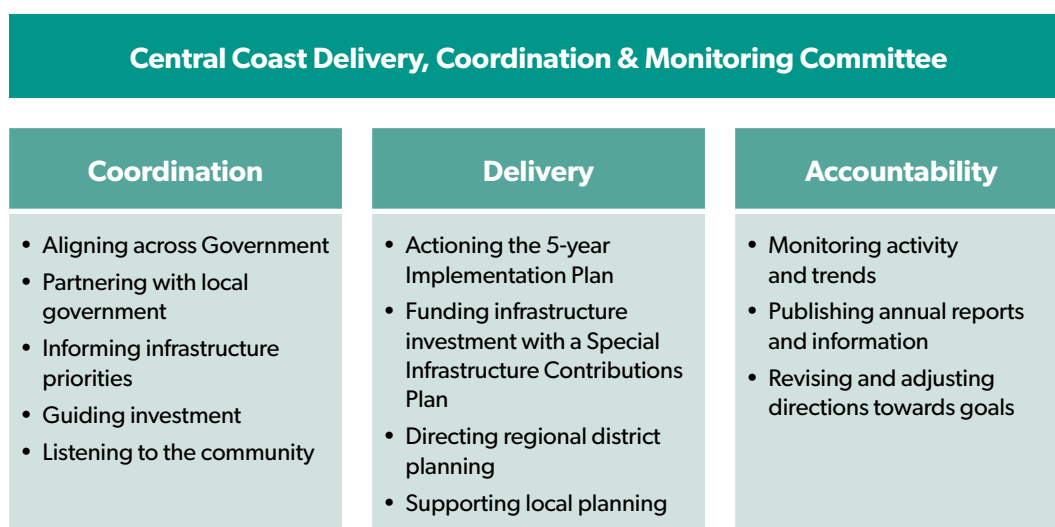 Central Coast Delivery, Coordination & Monitoring Committee
Coordination
• Aligning across Government
• Partnering with local
government
• Informing infrastructure
priorities
• Guiding investment
• Listening to the community
Delivery
• Actioning the 5-year
Implementation Plan
• Funding infrastructure
investment with a Special
Infrastructure Contributions
Plan
• Directing regional district
planning
• Supporting local planning
Accountability
• Monitoring activity
and trends
• Publishing annual reports
and information
• Revising and adjusting
directions towards goals